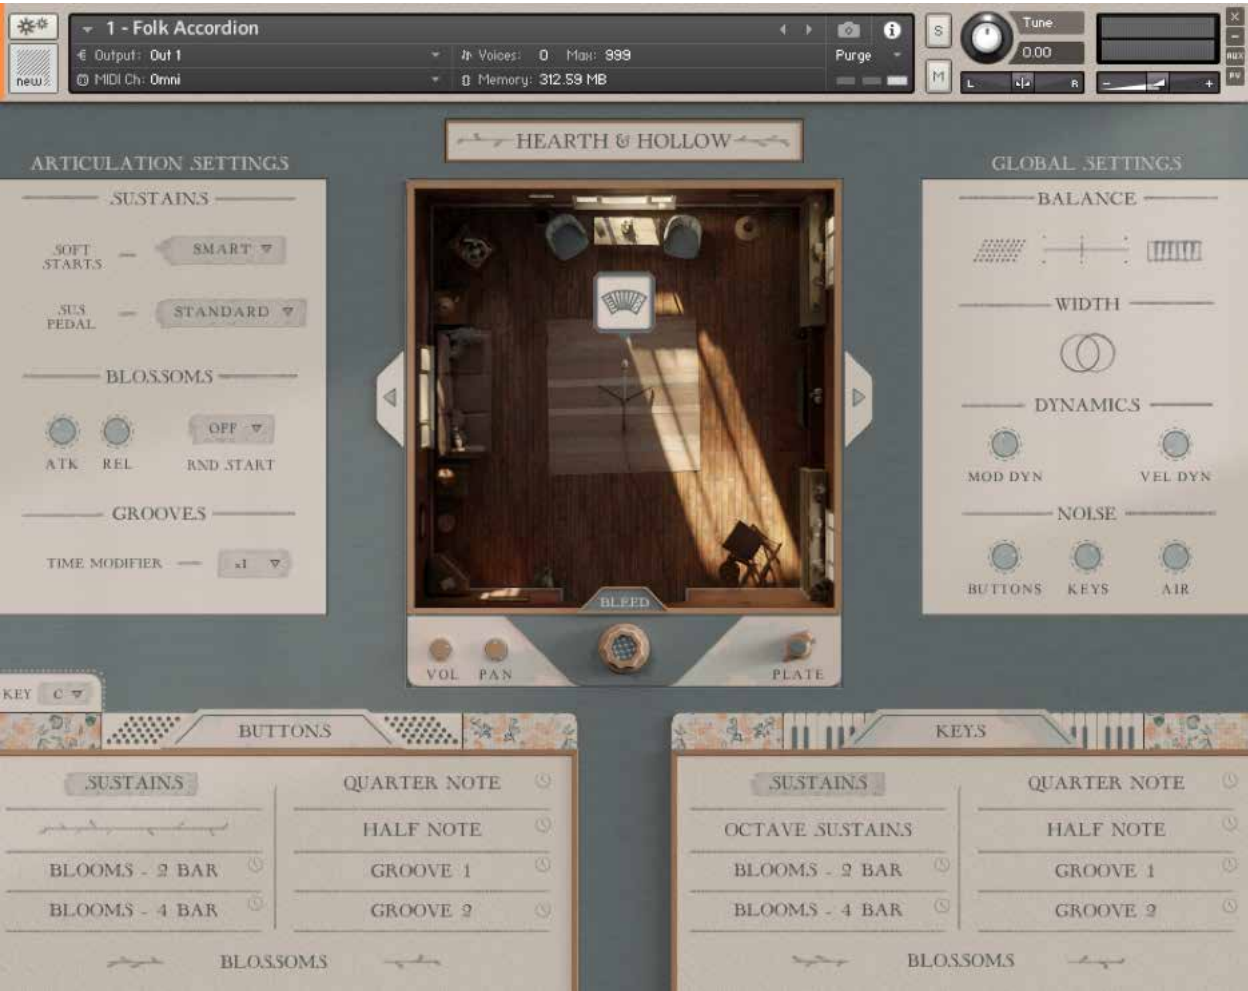 1 - Folk Accordion
Output: Out 1
Voices: 0 Max: 999
Purge
MIDI Ch: Omni
Memory: 312.59 MB
new
S
M
Tune
0.00
L
R
-
+
X
-
AUX
PV
HEARTH & HOLLOW
ARTICULATION SETTINGS
SUSTAINS
SOFT
STARTS
SMART
SUS
PEDAL
STANDARD
BLOSSOMS
ATK
REL
OFF
RND START
GROOVES
TIME MODIFIER
x1
GLOBAL SETTINGS
BALANCE
WIDTH
DYNAMICS
MOD DYN
VEL DYN
NOISE
BUTTONS
KEYS
AIR
BLEED
VOL
PAN
PLATE
KEY C
BUTTONS
SUSTAINS
QUARTER NOTE
HALF NOTE
BLOOMS - 2 BAR
GROOVE 1
BLOOMS - 4 BAR
GROOVE 2
BLOSSOMS
KEYS
SUSTAINS
QUARTER NOTE
OCTAVE SUSTAINS
HALF NOTE
BLOOMS - 2 BAR
GROOVE 1
BLOOMS - 4 BAR
GROOVE 2
BLOSSOMS